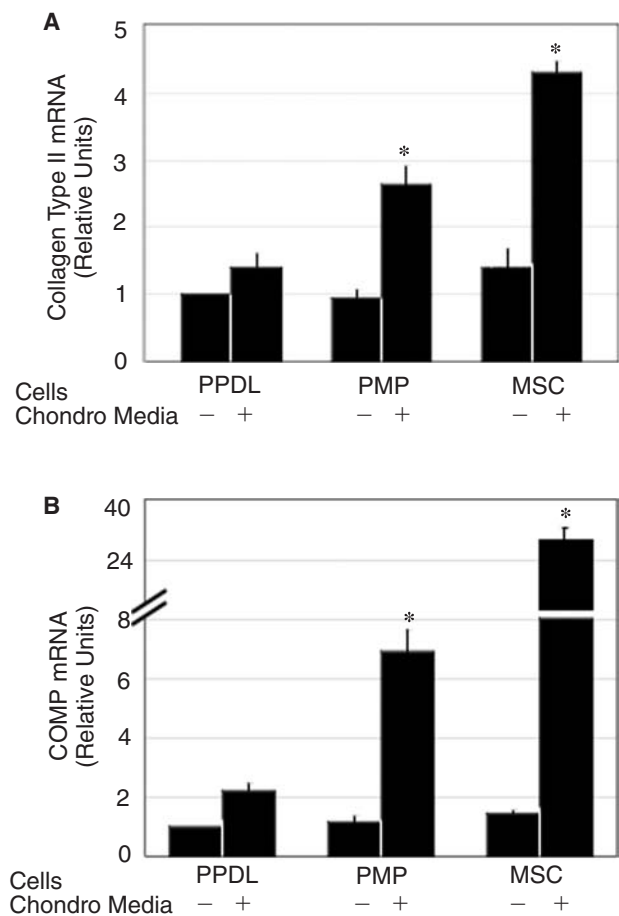 A
Collagen Type II mRNA
(Relative Units)
5
4
3
2
1
0
*
*
Cells PPDL PMP MSC
Chondro Media − + − + − +
B
COMP mRNA
(Relative Units)
40
24
8
6
4
2
0
*
*
Cells PPDL PMP MSC
Chondro Media − + − + − +